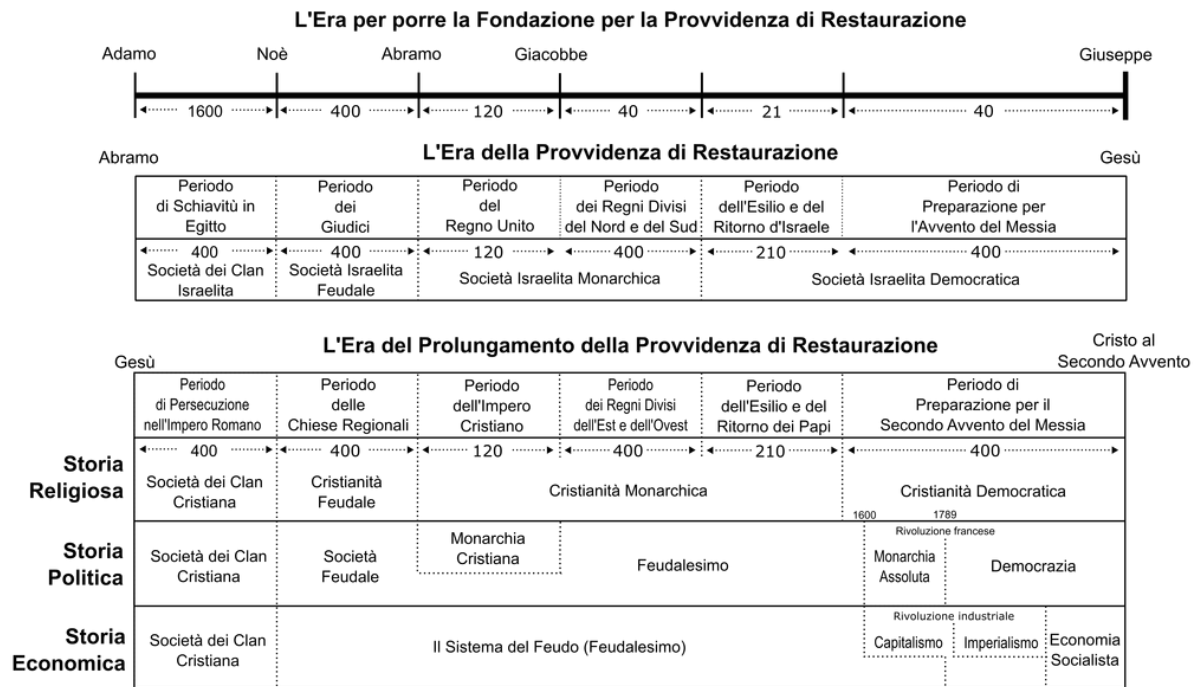 L'Era per porre la Fondazione per la Provvidenza di Restaurazione
Adamo Noè Abramo Giacobbe Giuseppe
1600 400 120 40 21 40
L'Era della Provvidenza di Restaurazione
Abramo Gesù
Periodo Periodo Periodo Periodo Periodo Periodo di
di Schiavitù in dei del dei Regni Divisi dell'Esilio e del Preparazione per
Egitto Giudici Regno Unito del Nord e del Sud Ritorno d'Israele l'Avvento del Messia
400 400 120 400 210 400
Società dei Clan Società Israelita Società Israelita Monarchica Società Israelita Democratica
Israelita Feudale
L'Era del Prolungamento della Provvidenza di Restaurazione
Gesù Cristo al
Secondo Avvento
Periodo Periodo Periodo Periodo Periodo Periodo di
di Persecuzione delle dell'Impero dei Regni Divisi dell'Esilio e del Preparazione per il
nell'Impero Romano Chiese Regionali Cristiano dell'Est e dell'Ovest Ritorno dei Papi Secondo Avvento del Messia
400 400 120 400 210 400
Storia
Religiosa
Società dei Clan Cristianità Cristianità Monarchica Cristianità Democratica
Cristiana Feudale
1600 1789
Rivoluzione francese
Storia
Politica
Società dei Clan Società Monarchia Feudalesimo Monarchia Democrazia
Cristiana Feudale Cristiana Assoluta
Rivoluzione industriale
Storia
Economica
Società dei Clan Il Sistema del Feudo (Feudalesimo) Capitalismo Imperialismo Economia
Cristiana Socialista